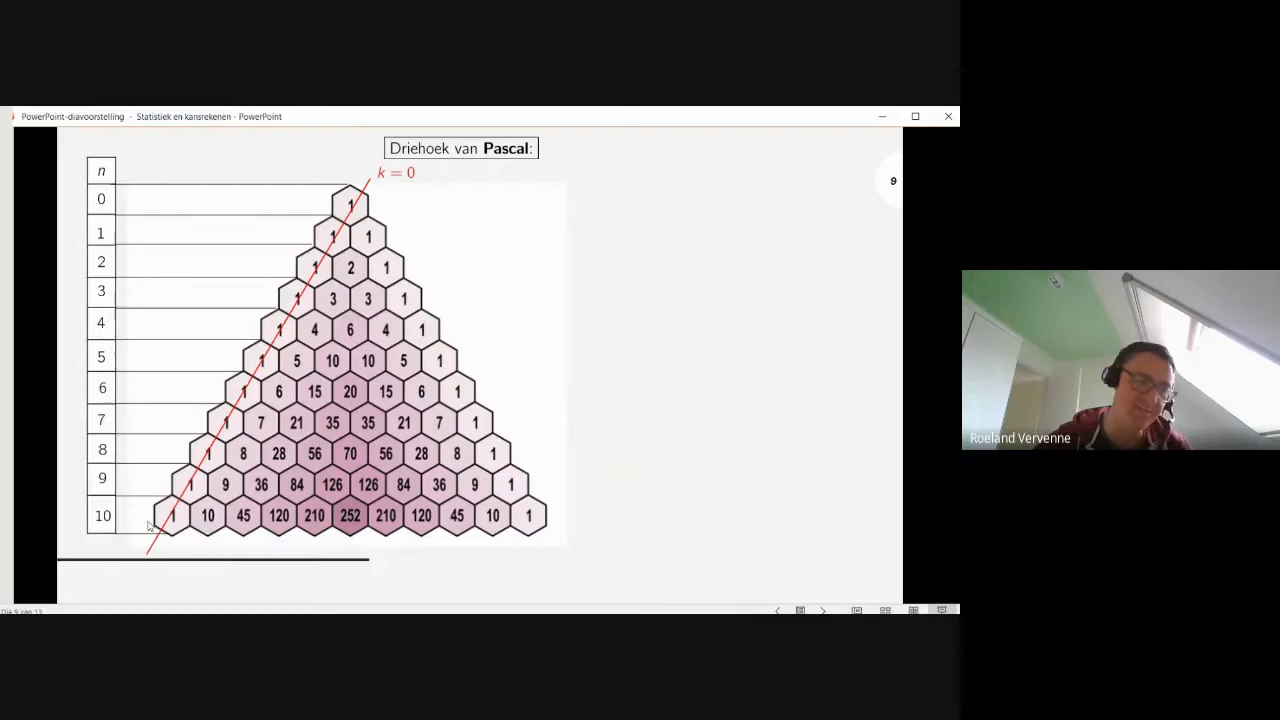 PowerPoint-diavoorstelling - Statistiek en kansrekenen - PowerPoint
Driehoek van Pascal:
k = 0
9
n
0
1
1
1 1
2
1 2 1
3
1 3 3 1
4
1 4 6 4 1
5
1 5 10 10 5 1
6
1 6 15 20 15 6 1
7
1 7 21 35 35 21 7 1
8
1 8 28 56 70 56 28 8 1
9
1 9 36 84 126 126 84 36 9 1
10
1 10 45 120 210 252 210 120 45 10 1
Dia 9 van 13
Roeland Vervenne